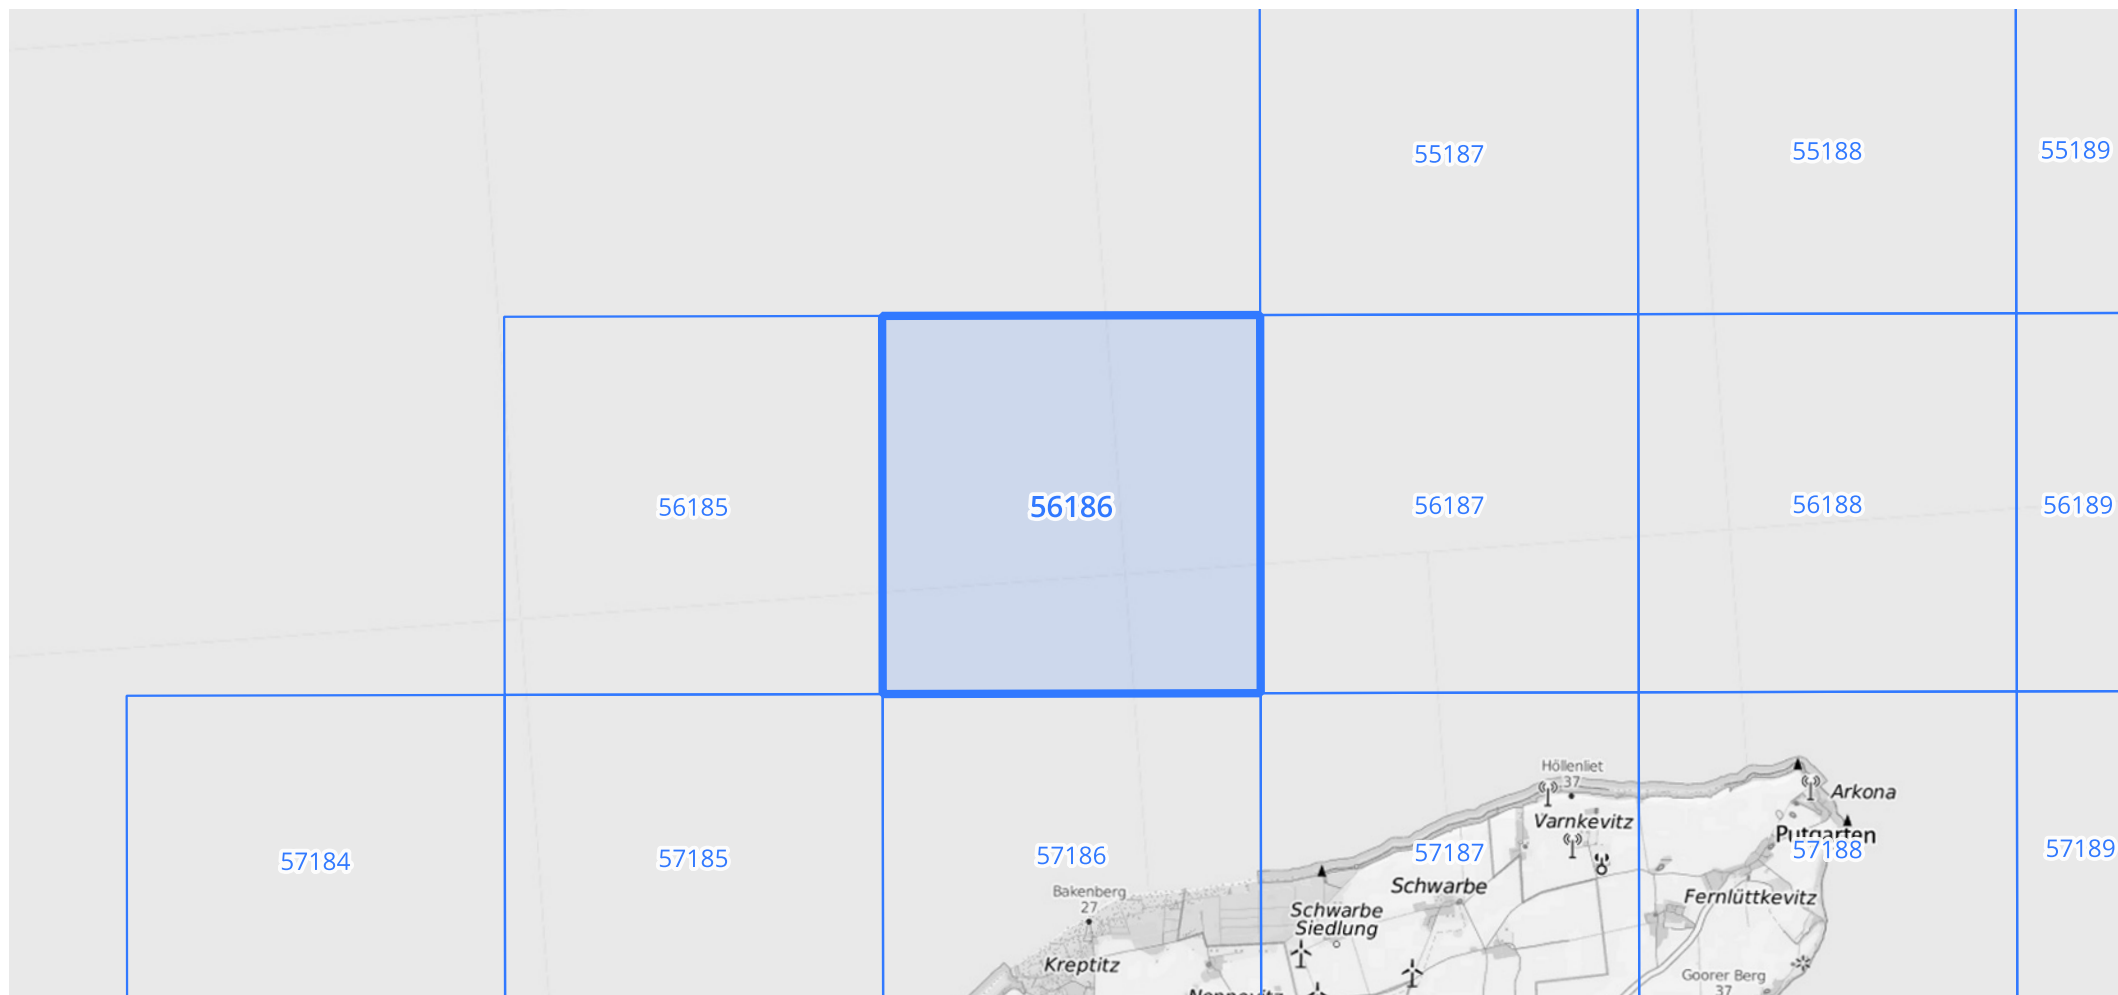 55187
55188
55189
56185
56186
56187
56188
56189
57184
57185
57186
57187
57188
57189
Höllenliet
37
Arkona
Varnkevitz
Putgarten
Schwarbe
Bakenberg
27
Fernlüttkevitz
Schwarbe
Siedlung
Kreptitz
Goorer Berg
37